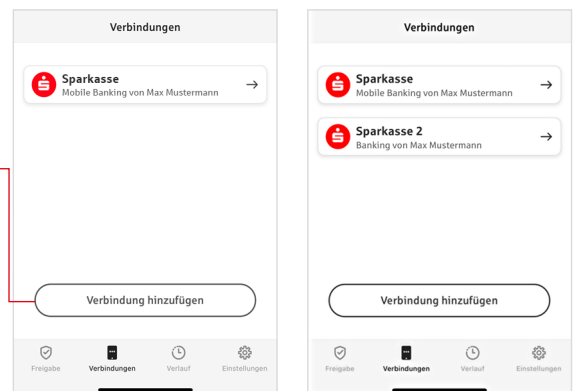 Verbindungen
Sparkasse
Mobile Banking von Max Mustermann
Verbindung hinzufügen
Freigabe Verbindungen Verlauf Einstellungen
Verbindungen
Sparkasse
Mobile Banking von Max Mustermann
Sparkasse 2
Banking von Max Mustermann
Verbindung hinzufügen
Freigabe Verbindungen Verlauf Einstellungen